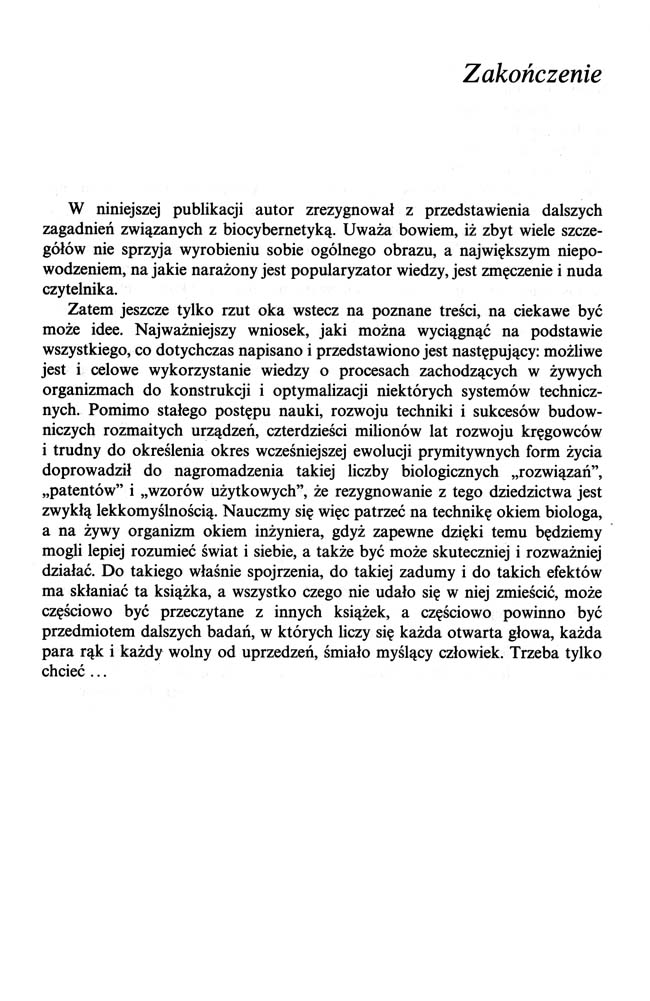 Zakończenie
W niniejszej publikacji autor zrezygnował z przedstawienia dalszych
zagadnień związanych z biocybernetyką. Uważa bowiem, iż zbyt wiele szcze-
gółów nie sprzyja wyrobieniu sobie ogólnego obrazu, a największym niepo-
wodzeniem, na jakie narażony jest popularyzator wiedzy, jest zmęczenie i nuda
czytelnika.
Zatem jeszcze tylko rzut oka wstecz na poznane treści, na ciekawe być
może idee. Najważniejszy wniosek, jaki można wyciągnąć na podstawie
wszystkiego, co dotychczas napisano i przedstawiono jest następujący: możliwe
jest i celowe wykorzystanie wiedzy o procesach zachodzących w żywych
organizmach do konstrukcji i optymalizacji niektórych systemów technicz-
nych. Pomimo stałego postępu nauki, rozwoju techniki i sukcesów budow-
niczych rozmaitych urządzeń, czterdzieści milionów lat rozwoju kręgowców
i trudny do określenia okres wcześniejszej ewolucji prymitywnych form życia
doprowadził do nagromadzenia takiej liczby biologicznych „rozwiązań”,
„patentów” i „wzorów użytkowych”, że rezygnowanie z tego dziedzictwa jest
zwykłą lekkomyślnością. Nauczmy się więc patrzeć na technikę okiem biologa,
a na żywy organizm okiem inżyniera, gdyż zapewne dzięki temu będziemy
mogli lepiej rozumieć świat i siebie, a także być może skuteczniej i rozważniej
działać. Do takiego właśnie spojrzenia, do takiej zadumy i do takich efektów
ma skłaniać ta książka, a wszystko czego nie udało się w niej zmieścić, może
częściowo być przeczytane z innych książek, a częściowo powinno być
przedmiotem dalszych badań, w których liczy się każda otwarta głowa, każda
para rąk i każdy wolny od uprzedzeń, śmiało myślący człowiek. Trzeba tylko
chcieć ...